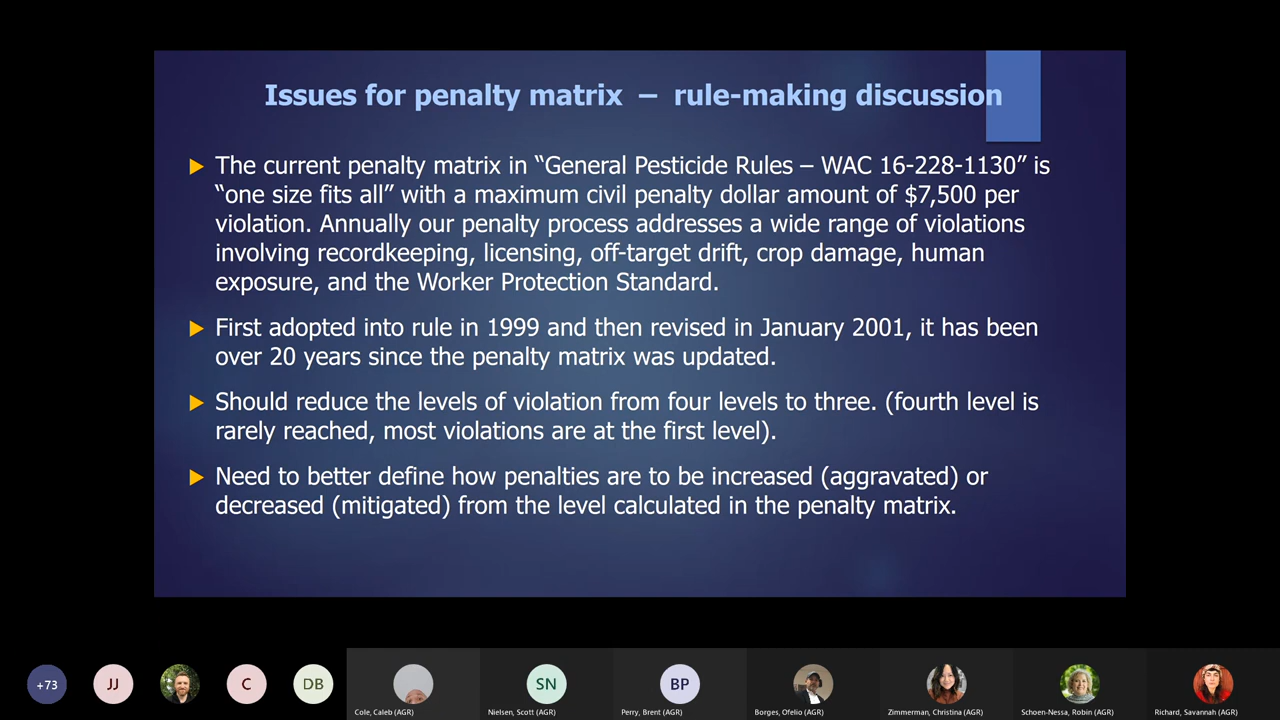 Issues for penalty matrix – rule-making discussion
The current penalty matrix in “General Pesticide Rules – WAC 16-228-1130” is
“one size fits all” with a maximum civil penalty dollar amount of $7,500 per
violation. Annually our penalty process addresses a wide range of violations
involving recordkeeping, licensing, off-target drift, crop damage, human
exposure, and the Worker Protection Standard.
First adopted into rule in 1999 and then revised in January 2001, it has been
over 20 years since the penalty matrix was updated.
Should reduce the levels of violation from four levels to three. (fourth level is
rarely reached, most violations are at the first level).
Need to better define how penalties are to be increased (aggravated) or
decreased (mitigated) from the level calculated in the penalty matrix.
+73
JJ
C
DB
SN
BP
Cole, Caleb (AGR)
Nielsen, Scott (AGR)
Perry, Brent (AGR)
Borges, Ofelio (AGR)
Zimmerman, Christina (AGR)
Schoen-Nessa, Robin (AGR)
Richard, Savannah (AGR)